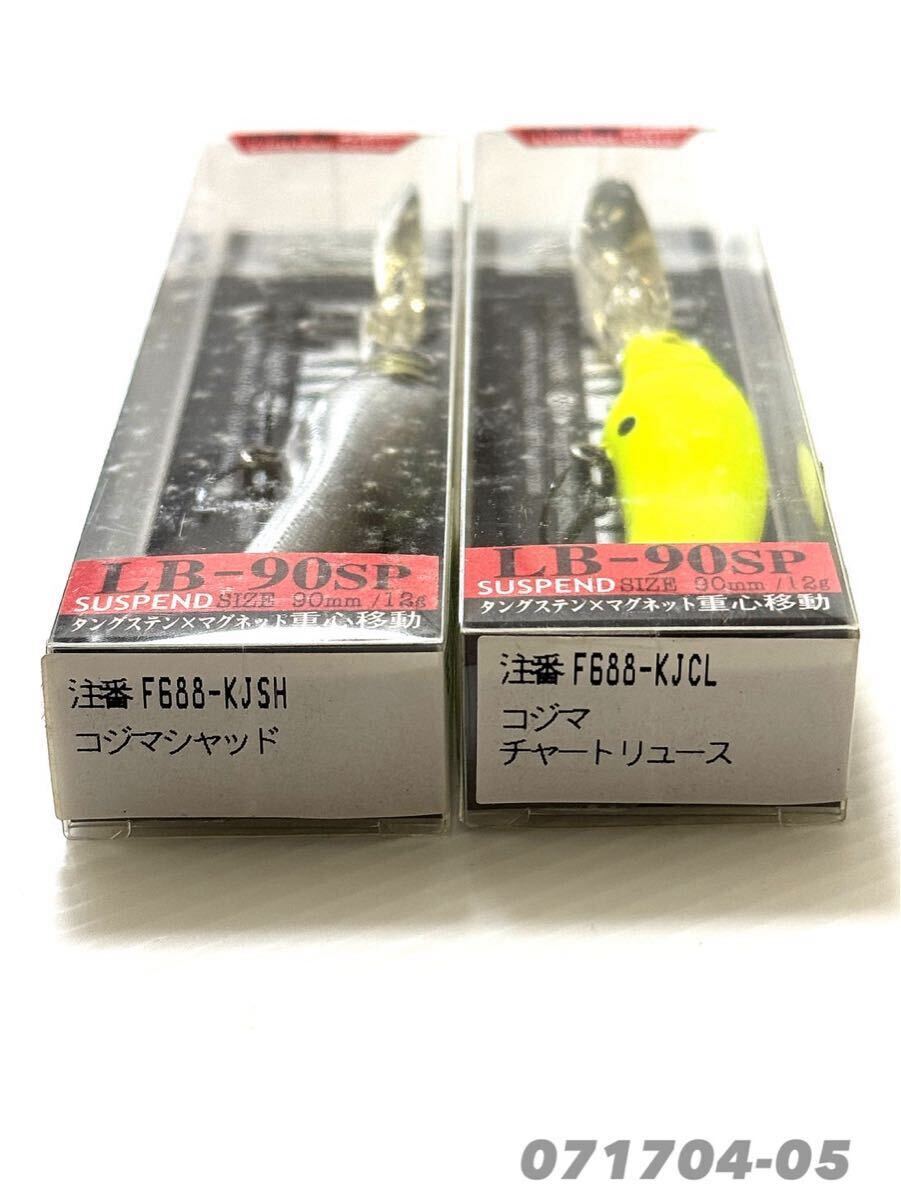 LB-90SP
SUSPEND SIZE 90mm/12g
タングステン×マグネット重心移動
注番 F688-KJSH
コジマシャッド
LB-90SP
SUSPEND SIZE 90mm/12g
タングステン×マグネット重心移動
注番 F688-KJCL
コジマ
チャートリユース
071704-05